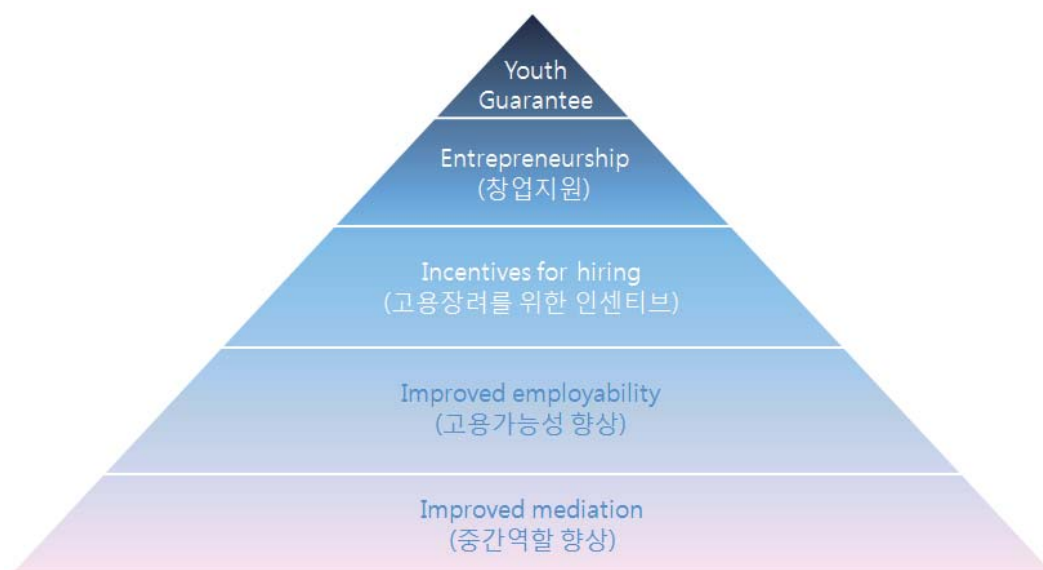 Youth
Guarantee
Entrepreneurship
(창업지원)
Incentives for hiring
(고용장려를 위한 인센티브)
Improved employability
(고용가능성 향상)
Improved mediation
(중간역할 향상)